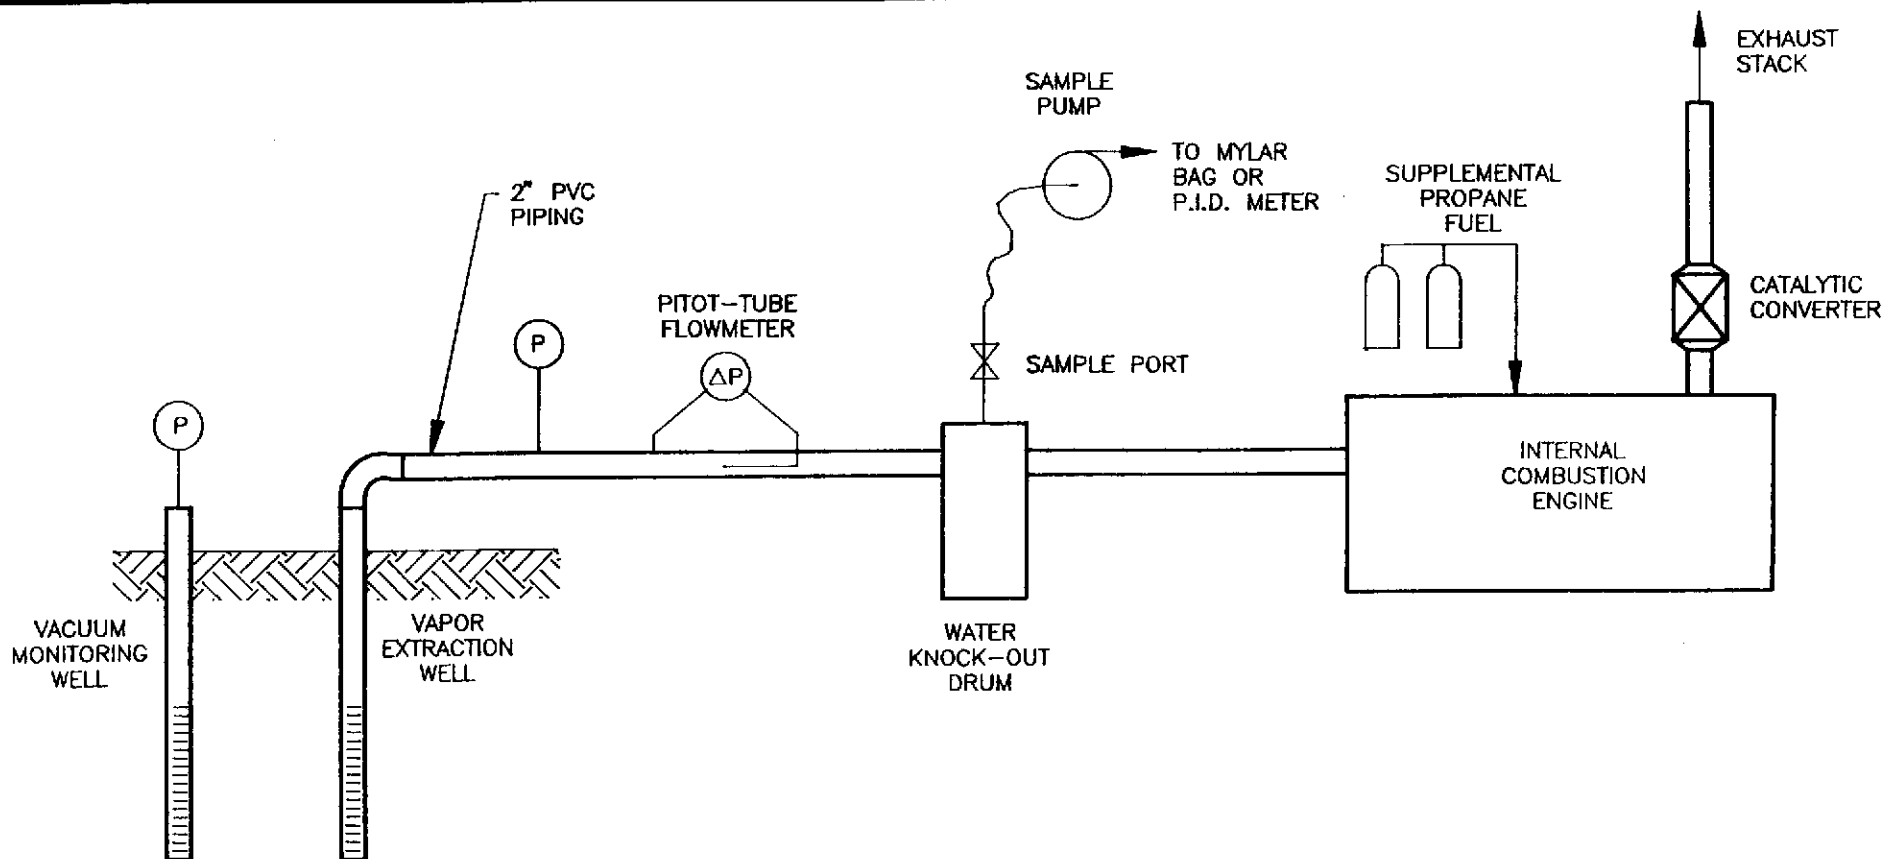 EXHAUST
STACK
SAMPLE
PUMP
TO MYLAR
BAG OR
P.I.D. METER
SUPPLEMENTAL
PROPANE
FUEL
2" PVC
PIPING
CATALYTIC
CONVERTER
PITOT-TUBE
FLOWMETER
P
ΔP
SAMPLE PORT
P
INTERNAL
COMBUSTION
ENGINE
VACUUM
MONITORING
WELL
VAPOR
EXTRACTION
WELL
WATER
KNOCK-OUT
DRUM